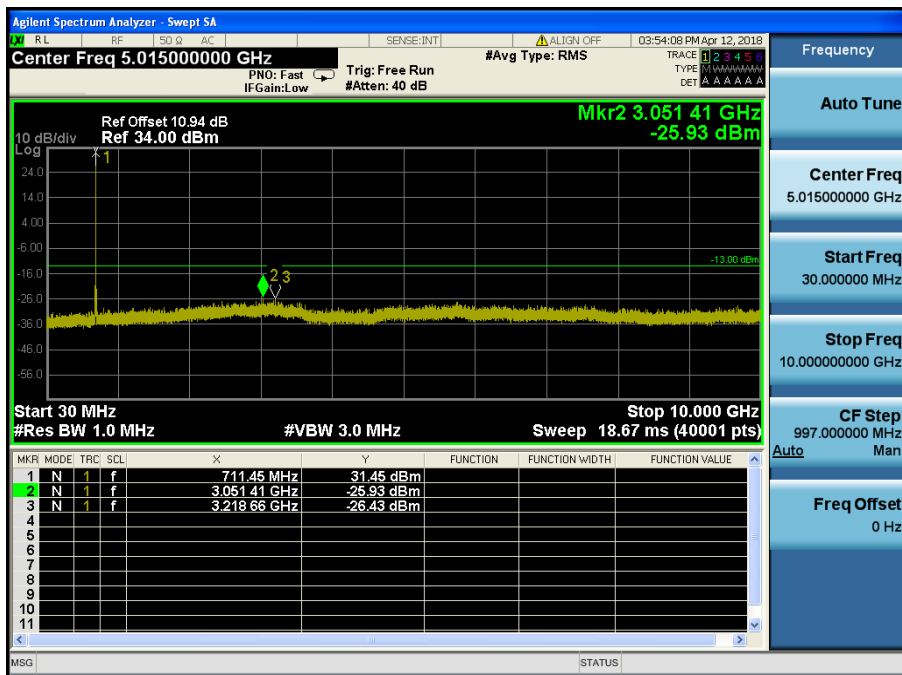 Agilent Spectrum Analyzer - Swept SA
LXI RL RF 50 Ω AC SENSE:INT ALIGN OFF 03:54:08 PM Apr 12, 2018
Center Freq 5.015000000 GHz #Avg Type: RMS TRACE 1 2 3 4 5 6
PNO: Fast Trig: Free Run TYPE M WWWWW
IFGain:Low #Atten: 40 dB DET A A A A A A
Frequency
Auto Tune
Center Freq
5.015000000 GHz
Start Freq
30.000000 MHz
Stop Freq
10.000000000 GHz
CF Step
997.000000 MHz
Auto Man
Freq Offset
0 Hz
Mkr2 3.051 41 GHz
-25.93 dBm
Ref Offset 10.94 dB
10 dB/div Ref 34.00 dBm
Log
1
24.0
14.0
4.00
-6.00
-13.00 dBm
-16.0
2 3
-26.0
-36.0
-46.0
-56.0
Start 30 MHz Stop 10.000 GHz
#Res BW 1.0 MHz #VBW 3.0 MHz Sweep 18.67 ms (40001 pts)
MKR MODE TRC SCL X Y FUNCTION FUNCTION WIDTH FUNCTION VALUE
1 N 1 f 711.45 MHz 31.45 dBm
2 N 1 f 3.051 41 GHz -25.93 dBm
3 N 1 f 3.218 66 GHz -26.43 dBm
4
5
6
7
8
9
10
11
MSG STATUS